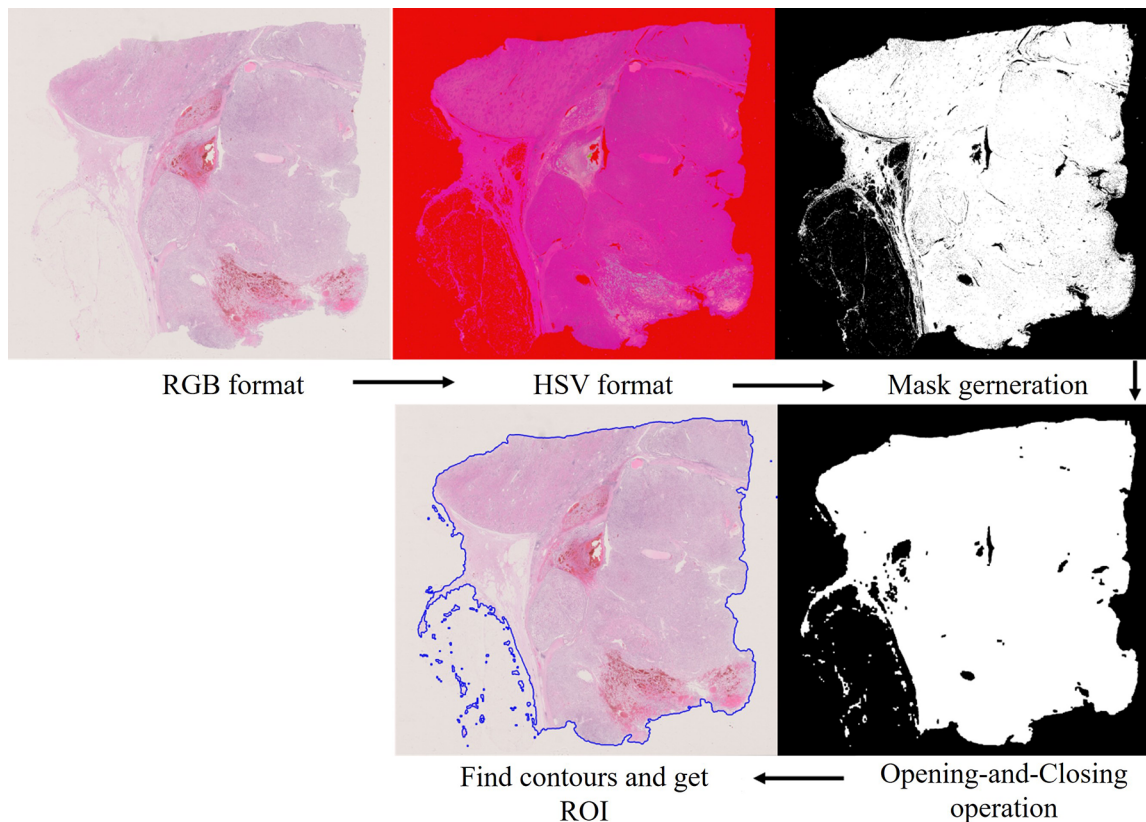 RGB format
HSV format
Mask gerneration
Find contours and get
ROI
Opening-and-Closing
operation